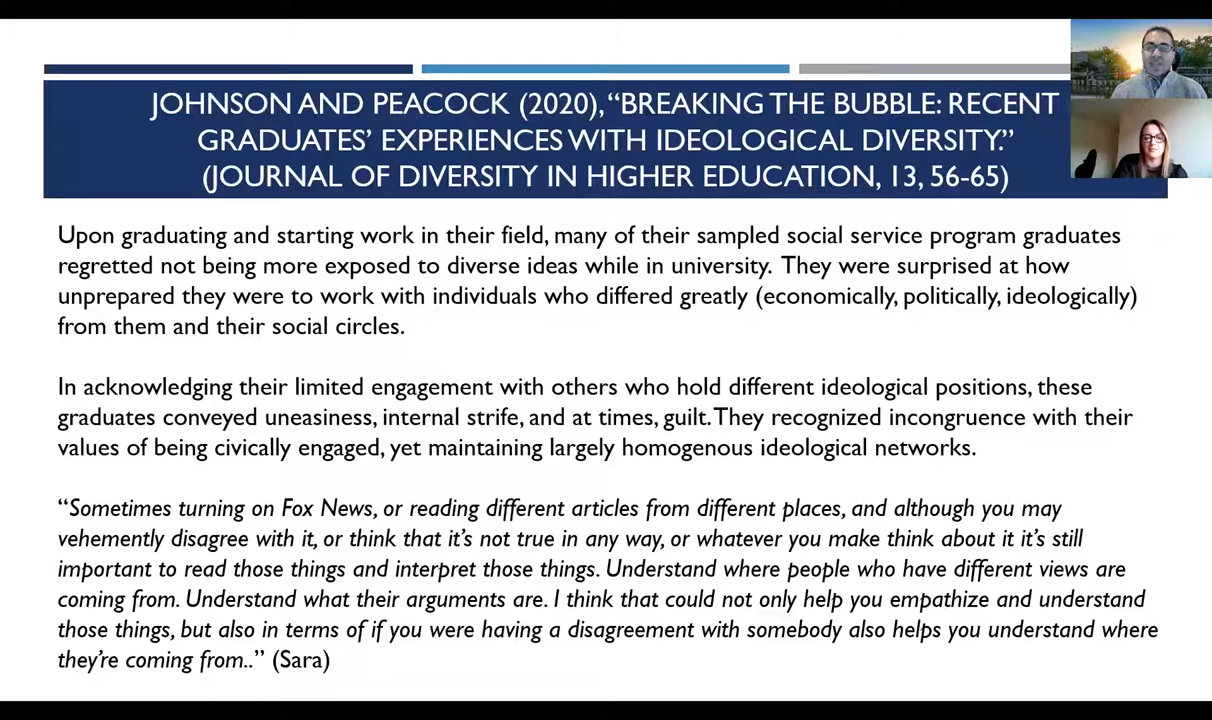 JOHNSON AND PEACOCK (2020), “BREAKING THE BUBBLE: RECENT
GRADUATES’ EXPERIENCES WITH IDEOLOGICAL DIVERSITY.”
(JOURNAL OF DIVERSITY IN HIGHER EDUCATION, 13, 56-65)
Upon graduating and starting work in their field, many of their sampled social service program graduates
regretted not being more exposed to diverse ideas while in university. They were surprised at how
unprepared they were to work with individuals who differed greatly (economically, politically, ideologically)
from them and their social circles.
In acknowledging their limited engagement with others who hold different ideological positions, these
graduates conveyed uneasiness, internal strife, and at times, guilt. They recognized incongruence with their
values of being civically engaged, yet maintaining largely homogenous ideological networks.
“Sometimes turning on Fox News, or reading different articles from different places, and although you may
vehemently disagree with it, or think that it’s not true in any way, or whatever you make think about it it’s still
important to read those things and interpret those things. Understand where people who have different views are
coming from. Understand what their arguments are. I think that could not only help you empathize and understand
those things, but also in terms of if you were having a disagreement with somebody also helps you understand where
they’re coming from..” (Sara)